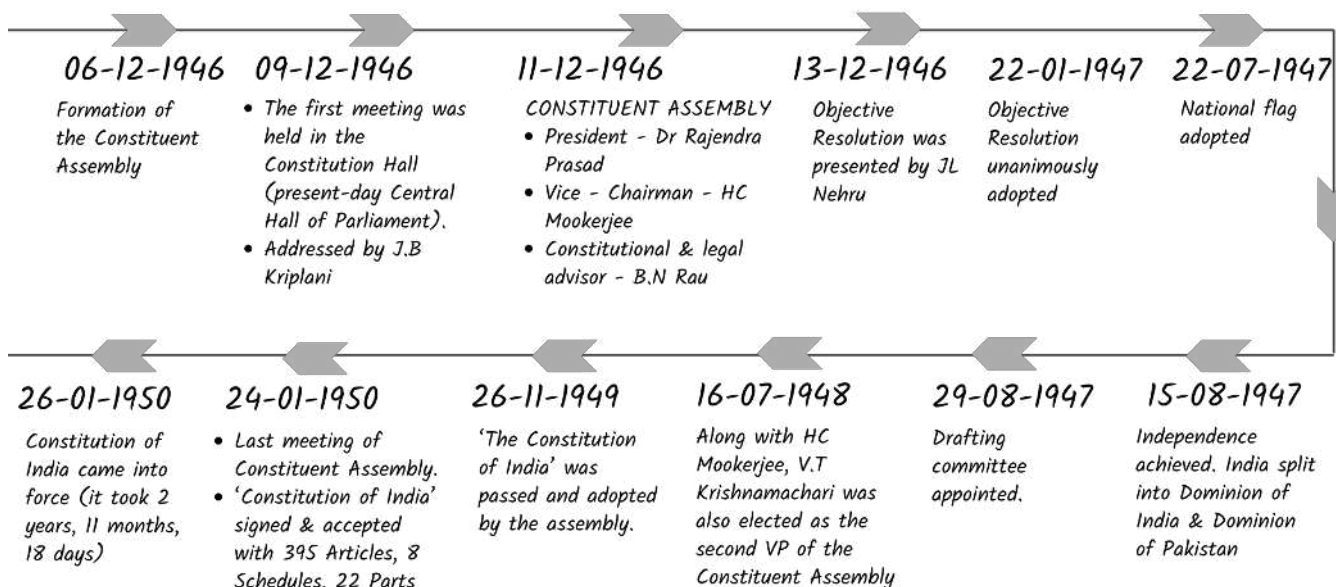 06-12-1946
Formation of
the Constituent
Assembly
09-12-1946
• The first meeting was
held in the
Constitution Hall
(present-day Central
Hall of Parliament).
• Addressed by J.B
Kriplani
11-12-1946
CONSTITUENT ASSEMBLY
• President - Dr Rajendra
Prasad
• Vice - Chairman - HC
Mookerjee
• Constitutional & legal
advisor - B.N Rau
13-12-1946
Objective
Resolution was
presented by JL
Nehru
22-01-1947
Objective
Resolution
unanimously
adopted
22-07-1947
National flag
adopted
15-08-1947
Independence
achieved. India split
into Dominion of
India & Dominion
of Pakistan
29-08-1947
Drafting
committee
appointed.
16-07-1948
Along with HC
Mookerjee, V.T
Krishnamachari was
also elected as the
second VP of the
Constituent Assembly
26-11-1949
‘The Constitution
of India’ was
passed and adopted
by the assembly.
24-01-1950
• Last meeting of
Constituent Assembly.
• ‘Constitution of India’
signed & accepted
with 395 Articles, 8
Schedules, 22 Parts
26-01-1950
Constitution of
India came into
force (it took 2
years, 11 months,
18 days)